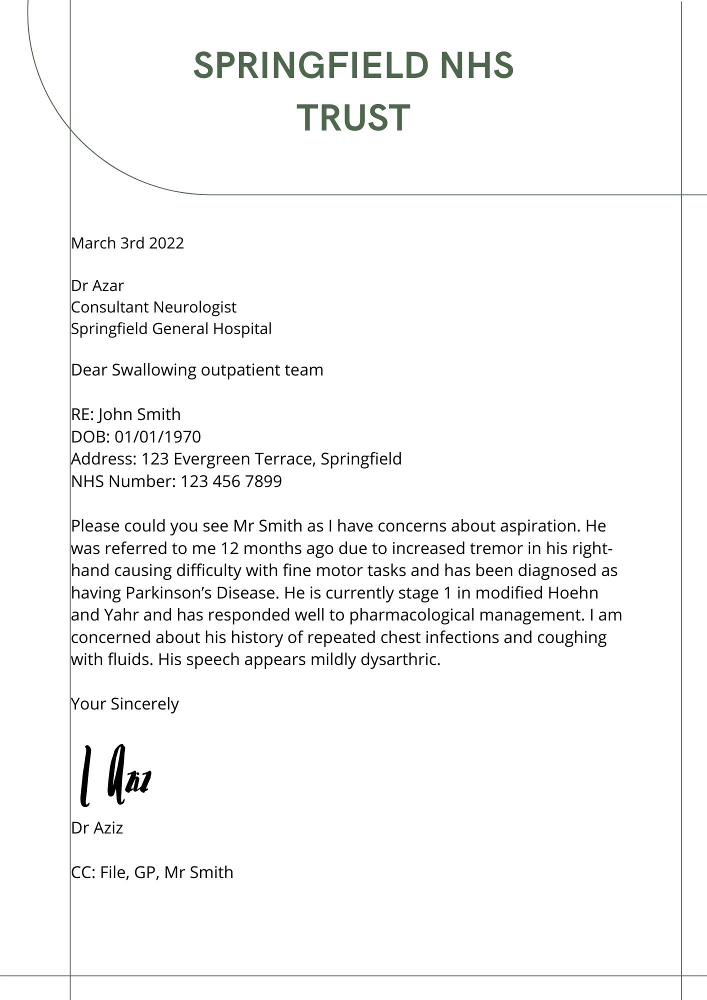 SPRINGFIELD NHS
TRUST
March 3rd 2022
Dr Azar
Consultant Neurologist
Springfield General Hospital
Dear Swallowing outpatient team
RE: John Smith
DOB: 01/01/1970
Address: 123 Evergreen Terrace, Springfield
NHS Number: 123 456 7899
Please could you see Mr Smith as I have concerns about aspiration. He
was referred to me 12 months ago due to increased tremor in his right-
hand causing difficulty with fine motor tasks and has been diagnosed as
having Parkinson’s Disease. He is currently stage 1 in modified Hoehn
and Yahr and has responded well to pharmacological management. I am
concerned about his history of repeated chest infections and coughing
with fluids. His speech appears mildly dysarthric.
Your Sincerely
I Aziz
Dr Aziz
CC: File, GP, Mr Smith